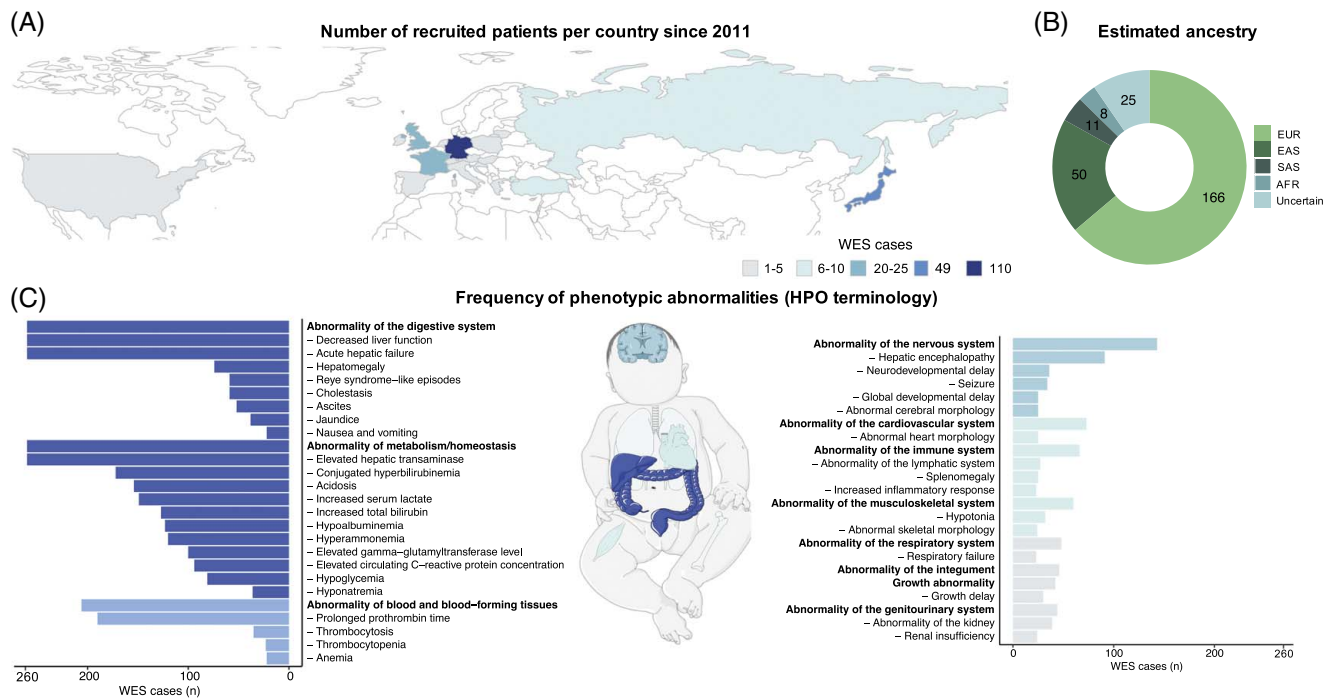 (A)
Number of recruited patients per country since 2011
WES cases
1-5
6-10
20-25
49
110
(B)
Estimated ancestry
25
8
11
50
166
EUR
EAS
SAS
AFR
Uncertain
(C)
Frequency of phenotypic abnormalities (HPO terminology)
Abnormality of the digestive system
– Decreased liver function
– Acute hepatic failure
– Hepatomegaly
– Reye syndrome–like episodes
– Cholestasis
– Ascites
– Jaundice
– Nausea and vomiting
Abnormality of metabolism/homeostasis
– Elevated hepatic transaminase
– Conjugated hyperbilirubinemia
– Acidosis
– Increased serum lactate
– Increased total bilirubin
– Hypoalbuminemia
– Hyperammonemia
– Elevated gamma–glutamyltransferase level
– Elevated circulating C–reactive protein concentration
– Hypoglycemia
– Hyponatremia
Abnormality of blood and blood–forming tissues
– Prolonged prothrombin time
– Thrombocytosis
– Thrombocytopenia
– Anemia
260
200
100
0
WES cases (n)
Abnormality of the nervous system
– Hepatic encephalopathy
– Neurodevelopmental delay
– Seizure
– Global developmental delay
– Abnormal cerebral morphology
Abnormality of the cardiovascular system
– Abnormal heart morphology
Abnormality of the immune system
– Abnormality of the lymphatic system
– Splenomegaly
– Increased inflammatory response
Abnormality of the musculoskeletal system
– Hypotonia
– Abnormal skeletal morphology
Abnormality of the respiratory system
– Respiratory failure
Abnormality of the integument
Growth abnormality
– Growth delay
Abnormality of the genitourinary system
– Abnormality of the kidney
– Renal insufficiency
0
100
200
260
WES cases (n)